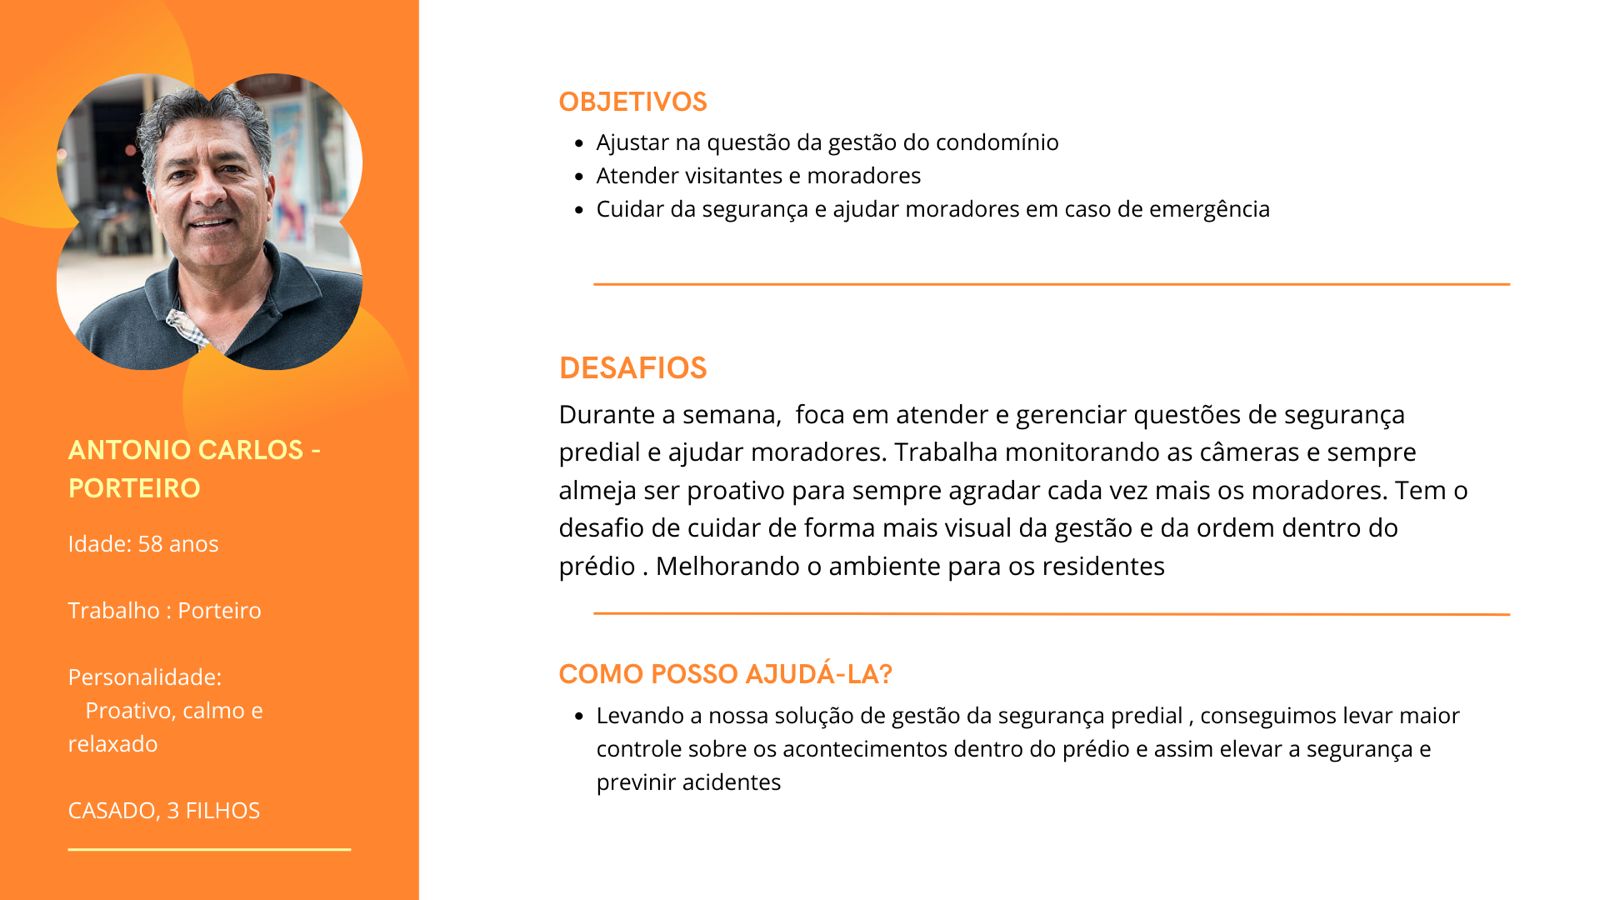 ANTONIO CARLOS -
PORTEIRO
Idade: 58 anos
Trabalho : Porteiro
Personalidade:
Proativo, calmo e
relaxado
CASADO, 3 FILHOS
OBJETIVOS
• Ajustar na questão da gestão do condomínio
• Atender visitantes e moradores
• Cuidar da segurança e ajudar moradores em caso de emergência
DESAFIOS
Durante a semana,  foca em atender e gerenciar questões de segurança
predial e ajudar moradores. Trabalha monitorando as câmeras e sempre
almeja ser proativo para sempre agradar cada vez mais os moradores. Tem o
desafio de cuidar de forma mais visual da gestão e da ordem dentro do
prédio . Melhorando o ambiente para os residentes
COMO POSSO AJUDÁ-LA?
• Levando a nossa solução de gestão da segurança predial , conseguimos levar maior
controle sobre os acontecimentos dentro do prédio e assim elevar a segurança e
previnir acidentes